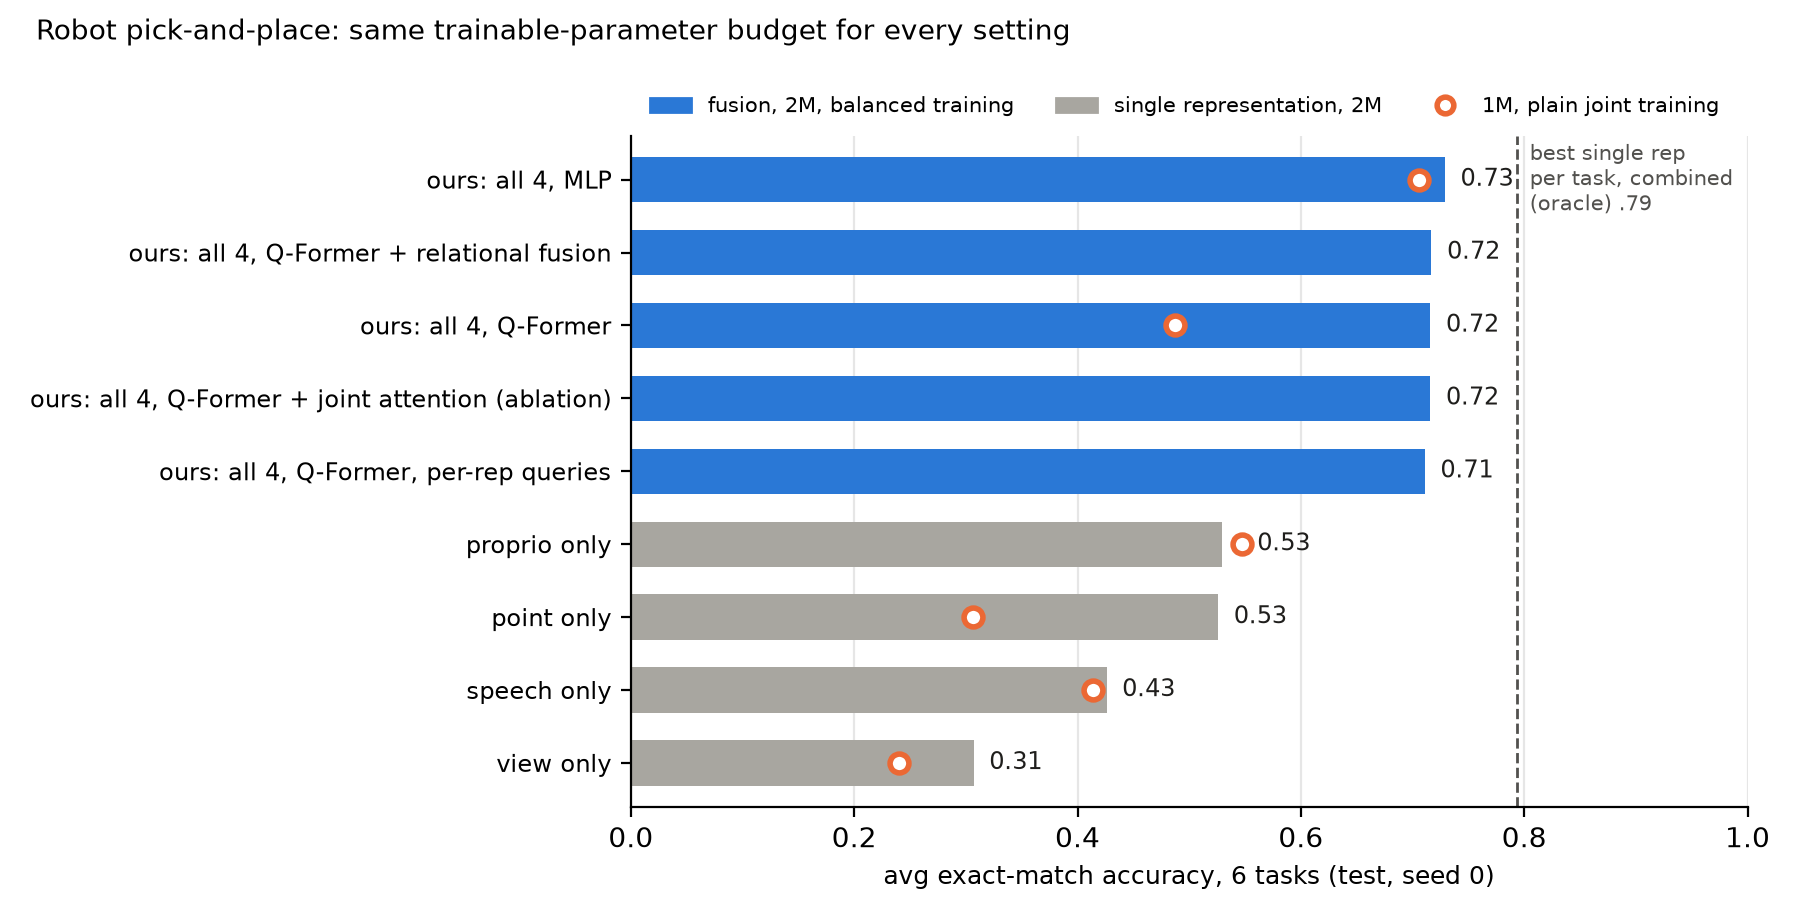 Robot pick-and-place: same trainable-parameter budget for every setting
fusion, 2M, balanced training
single representation, 2M
1M, plain joint training
best single rep
per task, combined
(oracle) .79
ours: all 4, MLP
0.73
ours: all 4, Q-Former + relational fusion
0.72
ours: all 4, Q-Former
0.72
ours: all 4, Q-Former + joint attention (ablation)
0.72
ours: all 4, Q-Former, per-rep queries
0.71
proprio only
0.53
point only
0.53
speech only
0.43
view only
0.31
0.0 0.2 0.4 0.6 0.8 1.0
avg exact-match accuracy, 6 tasks (test, seed 0)